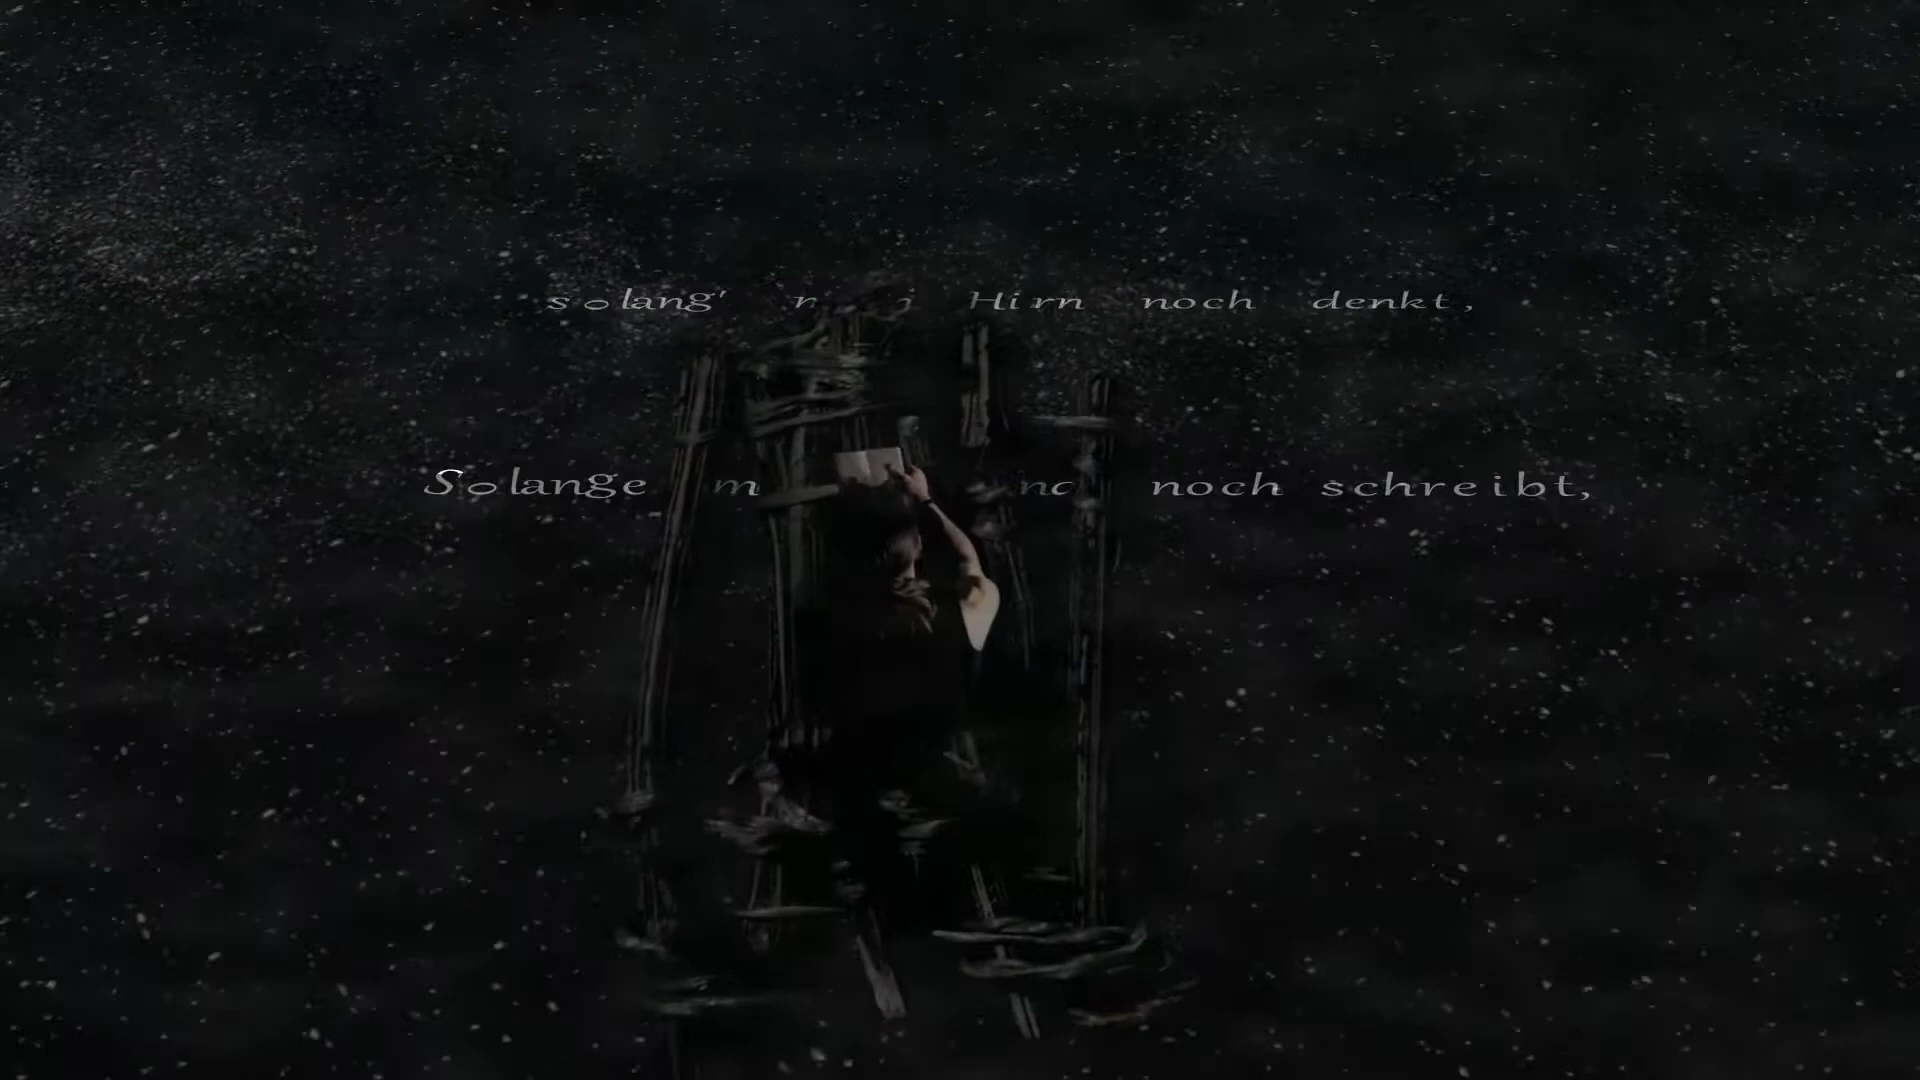 solang' Hirn noch denkt,
Solange noch schreibt,